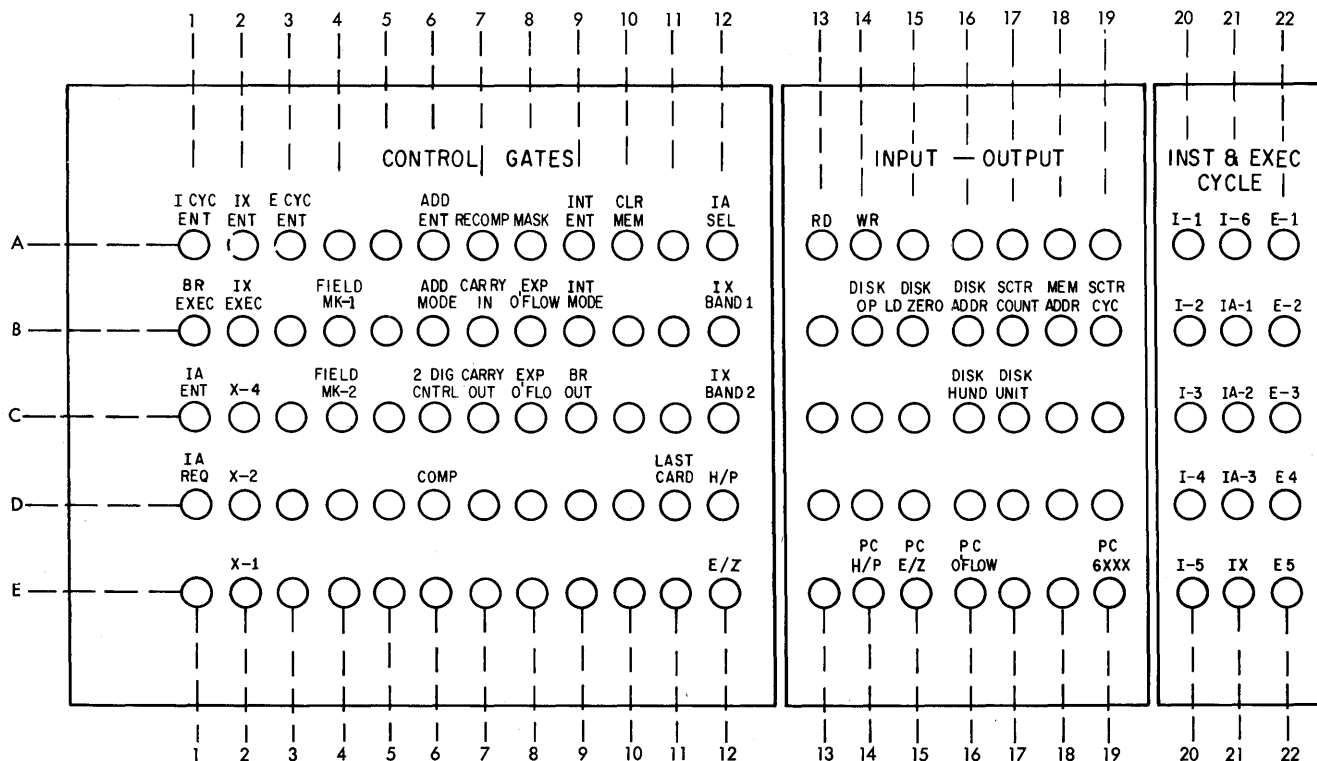 1 2 3 4 5 6 7 8 9 10 11 12 13 14 15 16 17 18 19 20 21 22
CONTROL GATES
INPUT — OUTPUT
INST & EXEC
CYCLE
I CYC IX E CYC ADD INT CLR IA
ENT ENT ENT ENT RECOMP MASK ENT MEM SEL RD WR I-1 I-6 E-1
A
BR IX FIELD ADD CARRY EXP INT IX DISK DISK DISK SCTR MEM SCTR
EXEC EXEC MK-1 MODE IN O'FLOW MODE BAND 1 OP LD ZERO ADDR COUNT ADDR CYC I-2 IA-1 E-2
B
IA FIELD 2 DIG CARRY EXP BR IX DISK DISK
ENT X-4 MK-2 CNTRL OUT O'FLO OUT BAND 2 HUND UNIT I-3 IA-2 E-3
C
IA LAST
REQ X-2 COMP CARD H/P I-4 IA-3 E4
D
PC PC PC PC
X-1 E/Z H/P E/Z O'FLOW 6XXX I-5 IX E5
E
1 2 3 4 5 6 7 8 9 10 11 12 13 14 15 16 17 18 19 20 21 22